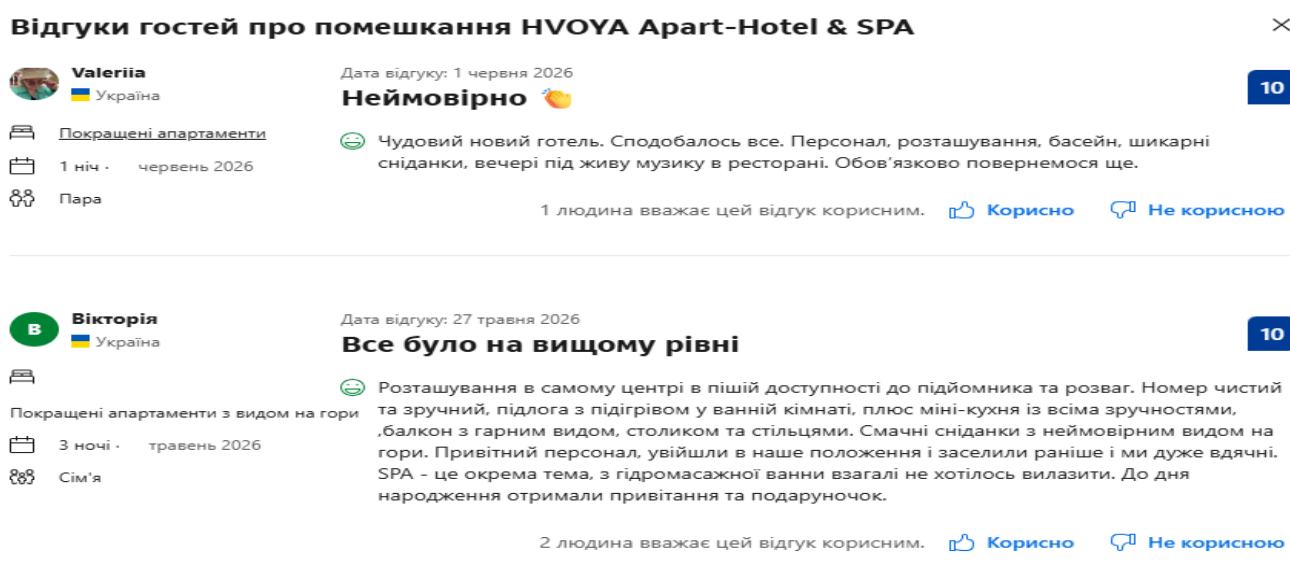 Відгуки гостей про помешкання HVOYA Apart-Hotel & SPA
Valeriia
Україна
Покращені апартаменти
1 ніч · червень 2026
Пара
Дата відгуку: 1 червня 2026
Неймовірно 👏
10
Чудовий новий готель. Сподобалось все. Персонал, розташування, басейн, шикарні
сніданки, вечері під живу музику в ресторані. Обов’язково повернемося ще.
1 людина вважає цей відгук корисним. Корисно Не корисною
В
Вікторія
Україна
Покращені апартаменти з видом на гори
3 ночі · травень 2026
Сім'я
Дата відгуку: 27 травня 2026
Все було на вищому рівні
10
Розташування в самому центрі в пішій доступності до підйомника та розваг. Номер чистий
та зручний, підлога з підігрівом у ванній кімнаті, плюс міні-кухня із всіма зручностями,
,балкон з гарним видом, столиком та стільцями. Смачні сніданки з неймовірним видом на
гори. Привітний персонал, увійшли в наше положення і заселили раніше і ми дуже вдячні.
SPA - це окрема тема, з гідромасажної ванни взагалі не хотілось вилазити. До дня
народження отримали привітання та подаруночок.
2 людина вважає цей відгук корисним. Корисно Не корисною